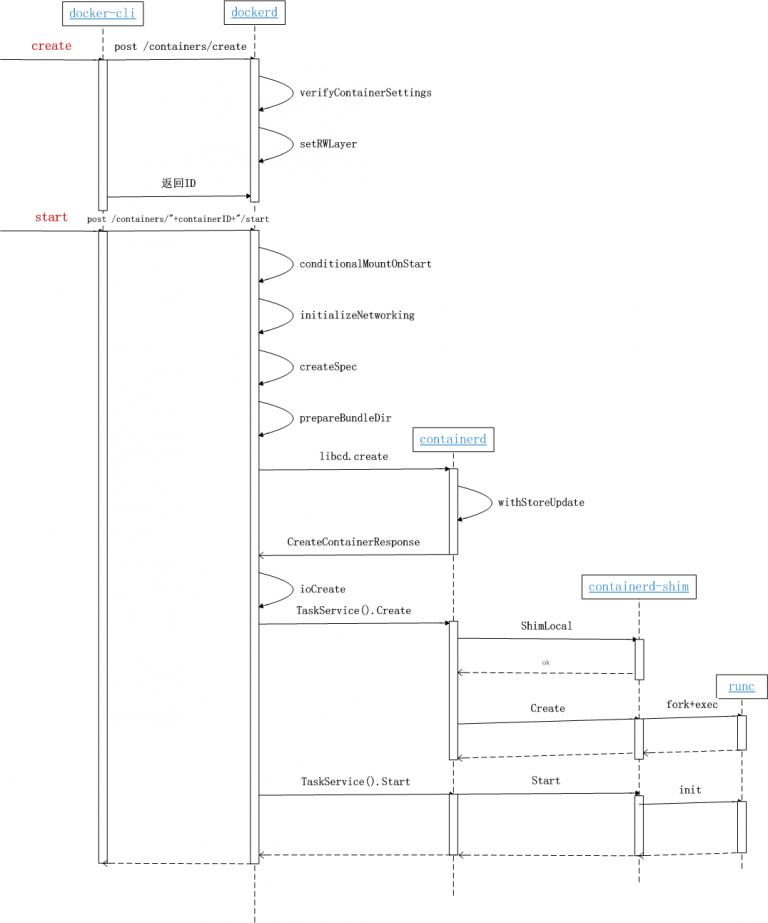 docker-cli
dockerd
create
post /containers/create
verifyContainerSettings
setRWLayer
返回ID
start
post /containers/"+containerID+"/start
conditionalMountOnStart
initializeNetworking
createSpec
prepareBundleDir
containerd
libcd.create
withStoreUpdate
CreateContainerResponse
containerd-shim
ioCreate
TaskService().Create
ShimLocal
ok
runc
Create
fork+exec
TaskService().Start
Start
init